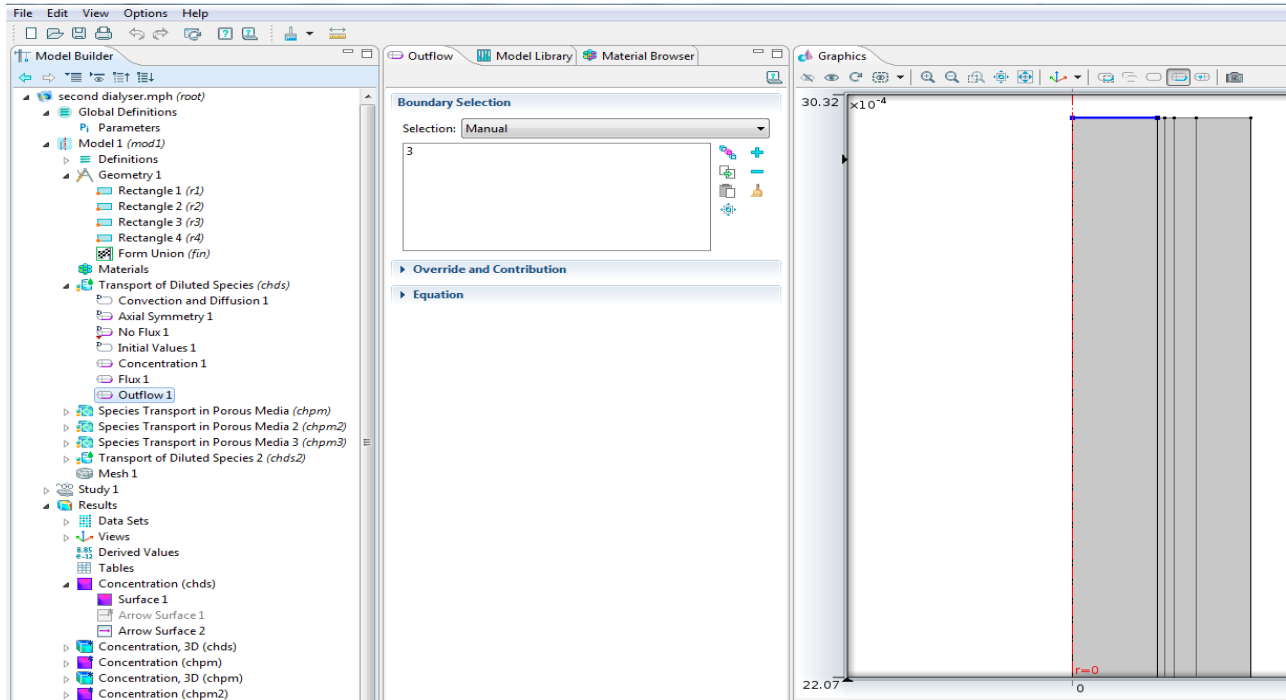 File Edit View Options Help
Model Builder
second dialyser.mph (root)
Global Definitions
Pi Parameters
Model 1 (mod1)
Definitions
Geometry 1
Rectangle 1 (r1)
Rectangle 2 (r2)
Rectangle 3 (r3)
Rectangle 4 (r4)
Form Union (fin)
Materials
Transport of Diluted Species (chds)
Convection and Diffusion 1
Axial Symmetry 1
No Flux 1
Initial Values 1
Concentration 1
Flux 1
Outflow 1
Species Transport in Porous Media (chpm)
Species Transport in Porous Media 2 (chpm2)
Species Transport in Porous Media 3 (chpm3)
Transport of Diluted Species 2 (chds2)
Mesh 1
Study 1
Results
Data Sets
Views
8.85 e-12 Derived Values
Tables
Concentration (chds)
Surface 1
Arrow Surface 1
Arrow Surface 2
Concentration, 3D (chds)
Concentration (chpm)
Concentration, 3D (chpm)
Concentration (chpm2)
Outflow Model Library Material Browser
Boundary Selection
Selection: Manual
3
Override and Contribution
Equation
Graphics
30.32 ×10⁻⁴
r=0
22.07 0